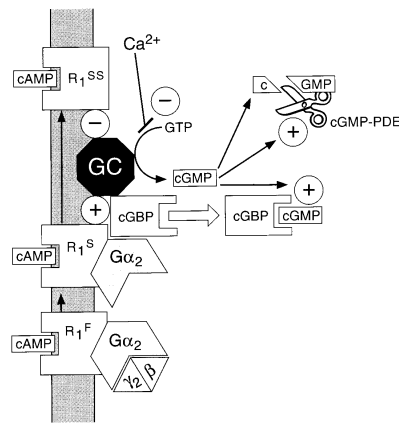 Ca²⁺
cAMP R₁ˢˢ
−
GTP
c GMP
cGMP-PDE
−
+
GC
cGMP
+
+
cGBP
cGBP cGMP
cAMP R₁ˢ
Gα₂
cAMP R₁ᶠ
Gα₂
γ₂ β